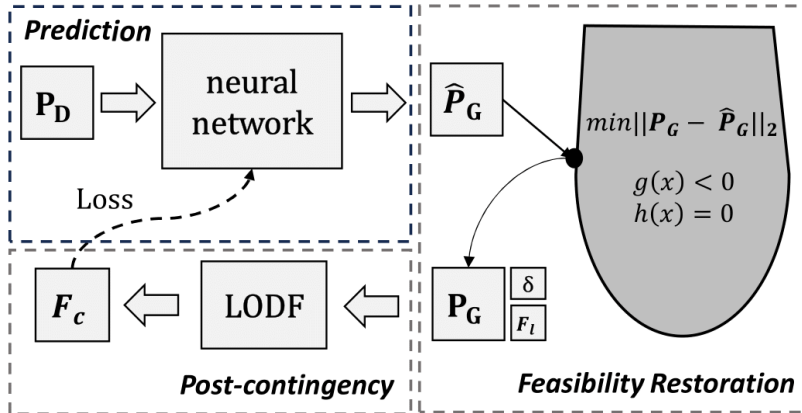 Prediction
P_D
neural
network
Loss
P̂_G
min||P_G − P̂_G||_2
g(x) < 0
h(x) = 0
F_c
LODF
P_G
δ
F_l
Post-contingency
Feasibility Restoration